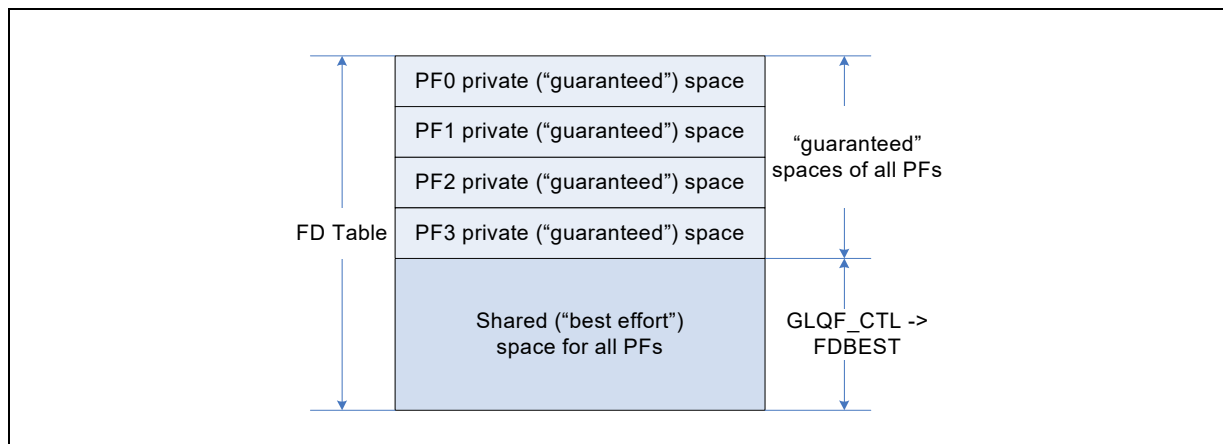 PF0 private (“guaranteed”) space
PF1 private (“guaranteed”) space
PF2 private (“guaranteed”) space
PF3 private (“guaranteed”) space
“guaranteed”
spaces of all PFs
FD Table
Shared (“best effort”)
space for all PFs
GLQF_CTL ->
FDBEST